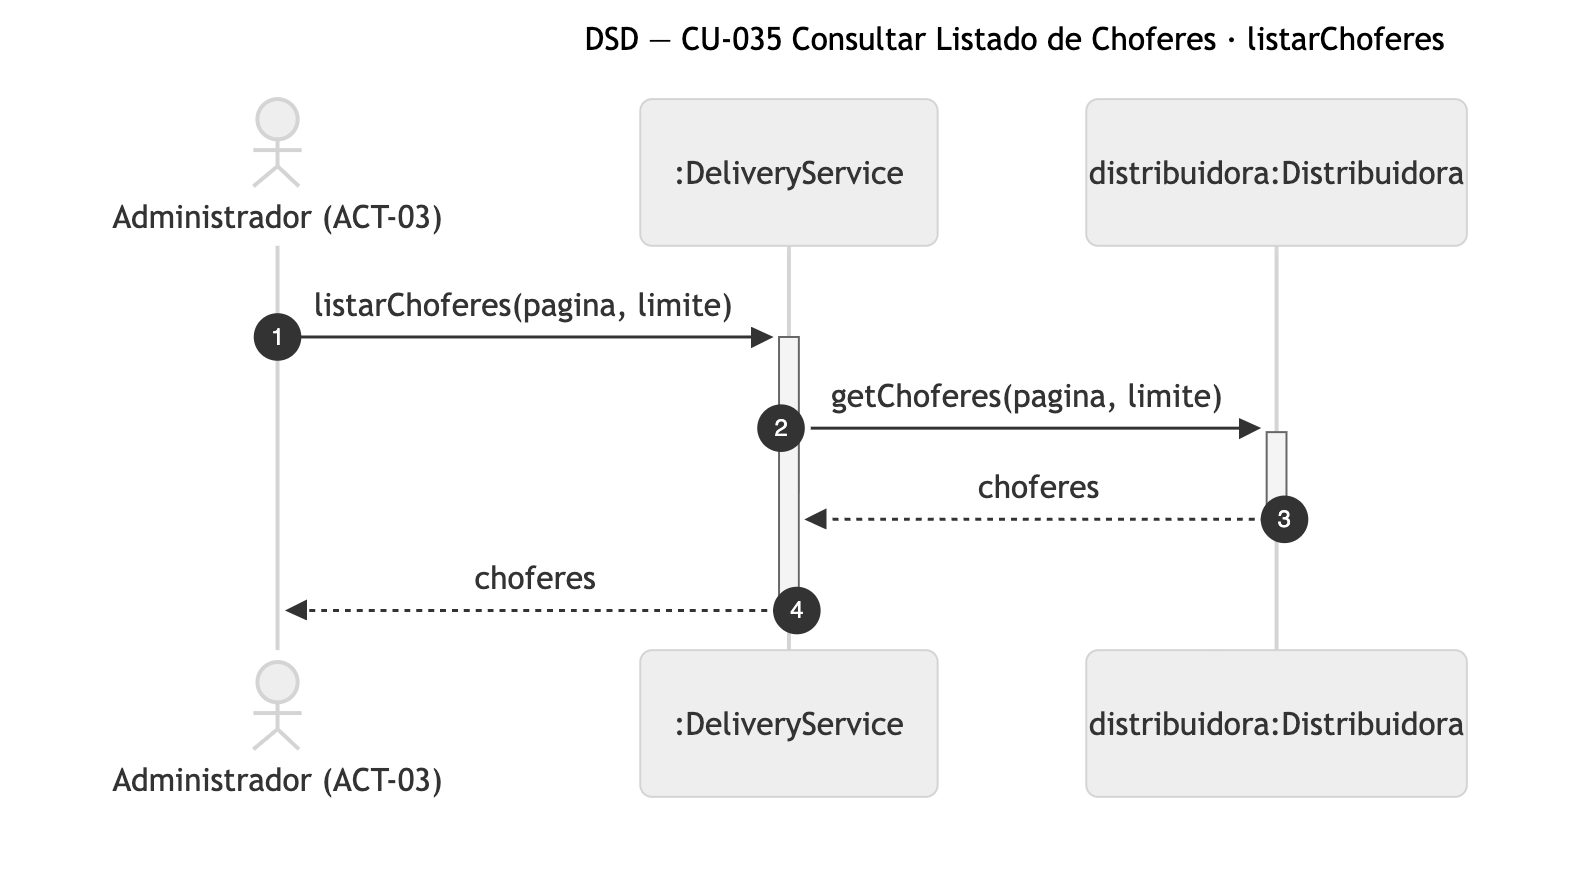 DSD — CU-035 Consultar Listado de Choferes · listarChoferes
Administrador (ACT-03)
:DeliveryService
distribuidora:Distribuidora
listarChoferes(pagina, limite)
1
getChoferes(pagina, limite)
2
choferes
3
choferes
4
Administrador (ACT-03)
:DeliveryService
distribuidora:Distribuidora